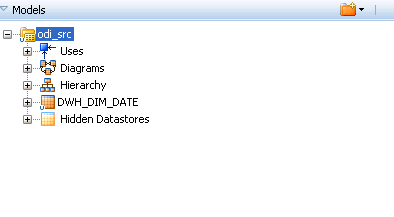 Models
odi_src
Uses
Diagrams
Hierarchy
DWH_DIM_DATE
Hidden Datastores